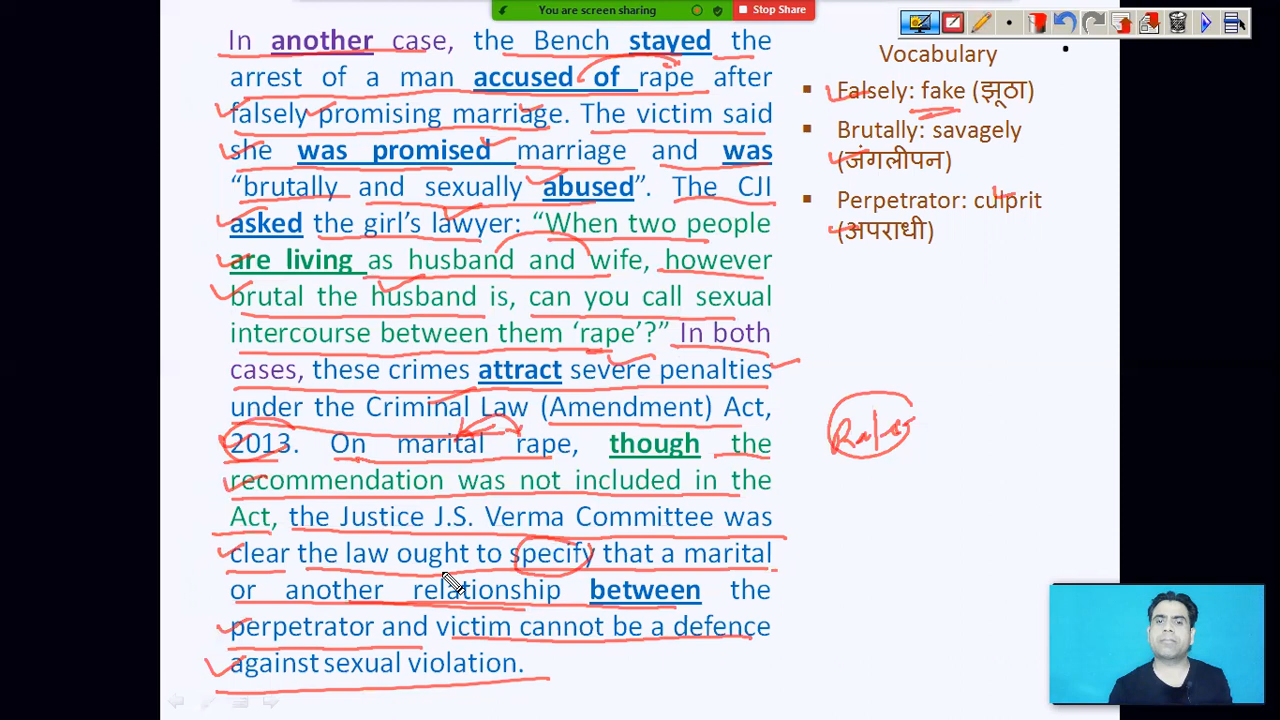 You are screen sharing
Stop Share
In another case, the Bench stayed the
arrest of a man accused of rape after
falsely promising marriage. The victim said
she was promised marriage and was
“brutally and sexually abused”. The CJI
asked the girl’s lawyer: “When two people
are living as husband and wife, however
brutal the husband is, can you call sexual
intercourse between them ‘rape’?” In both
cases, these crimes attract severe penalties
under the Criminal Law (Amendment) Act,
2013. On marital rape, though the
recommendation was not included in the
Act, the Justice J.S. Verma Committee was
clear the law ought to specify that a marital
or another relationship between the
perpetrator and victim cannot be a defence
against sexual violation.
Vocabulary
▪ Falsely: fake (झूठा)
▪ Brutally: savagely
(जंगलीपन)
▪ Perpetrator: culprit
(अपराधी)